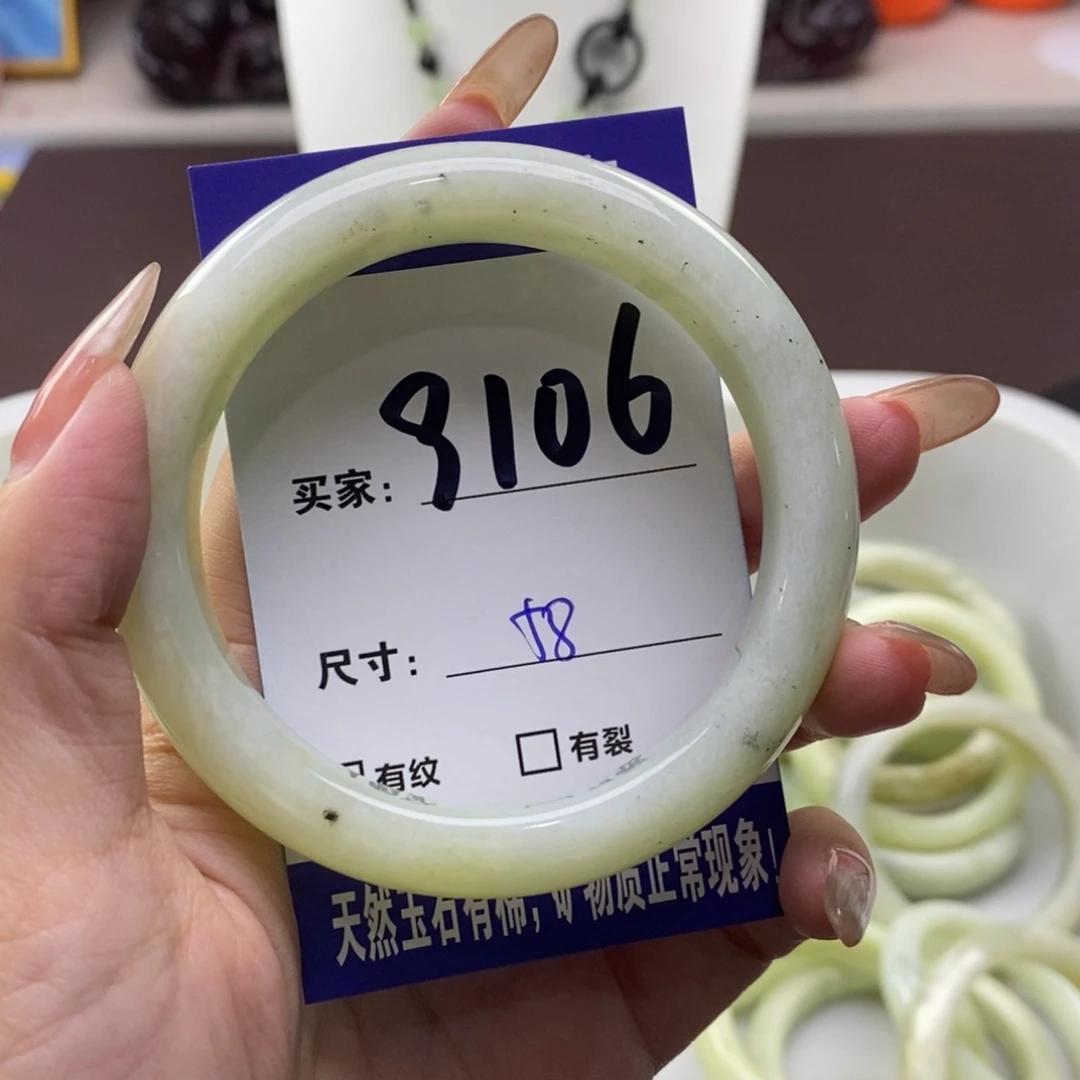 买家: 9106
尺寸: 58
有纹 □有裂
天然玉石有棉,矿物质正常现象!